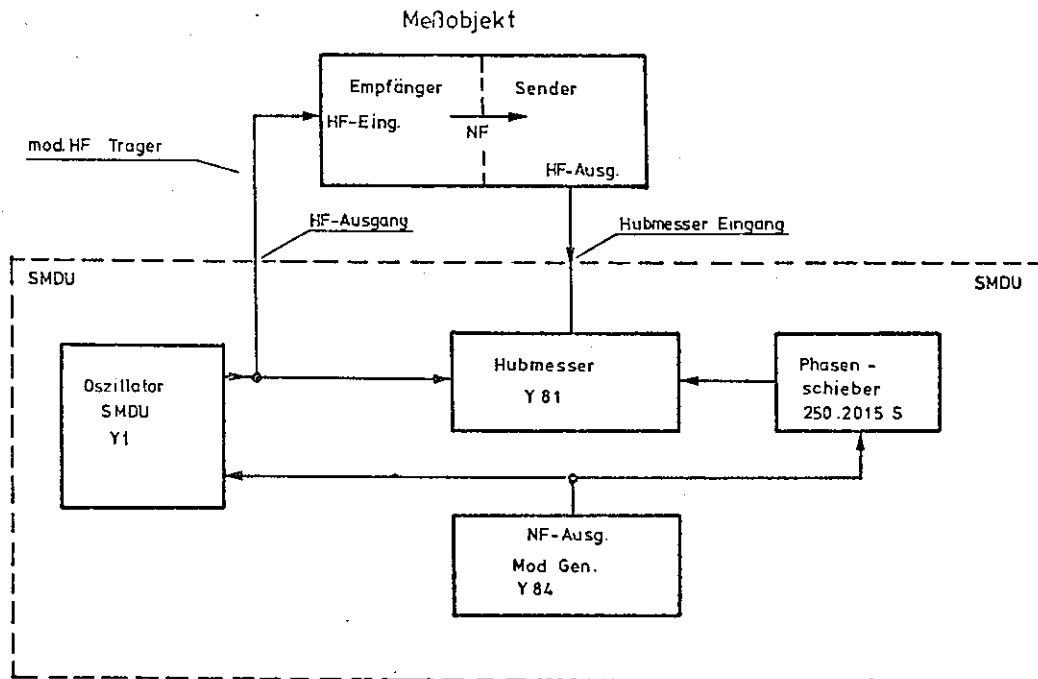 Meßobjekt
Empfänger
Sender
HF-Eing.
NF
mod. HF Trager
HF-Ausg.
HF-Ausgang
Hubmesser Eingang
SMDU
SMDU
Oszillator
SMDU
Y1
Hubmesser
Y 81
Phasen -
schieber
250.2015 S
NF-Ausg.
Mod Gen.
Y 84